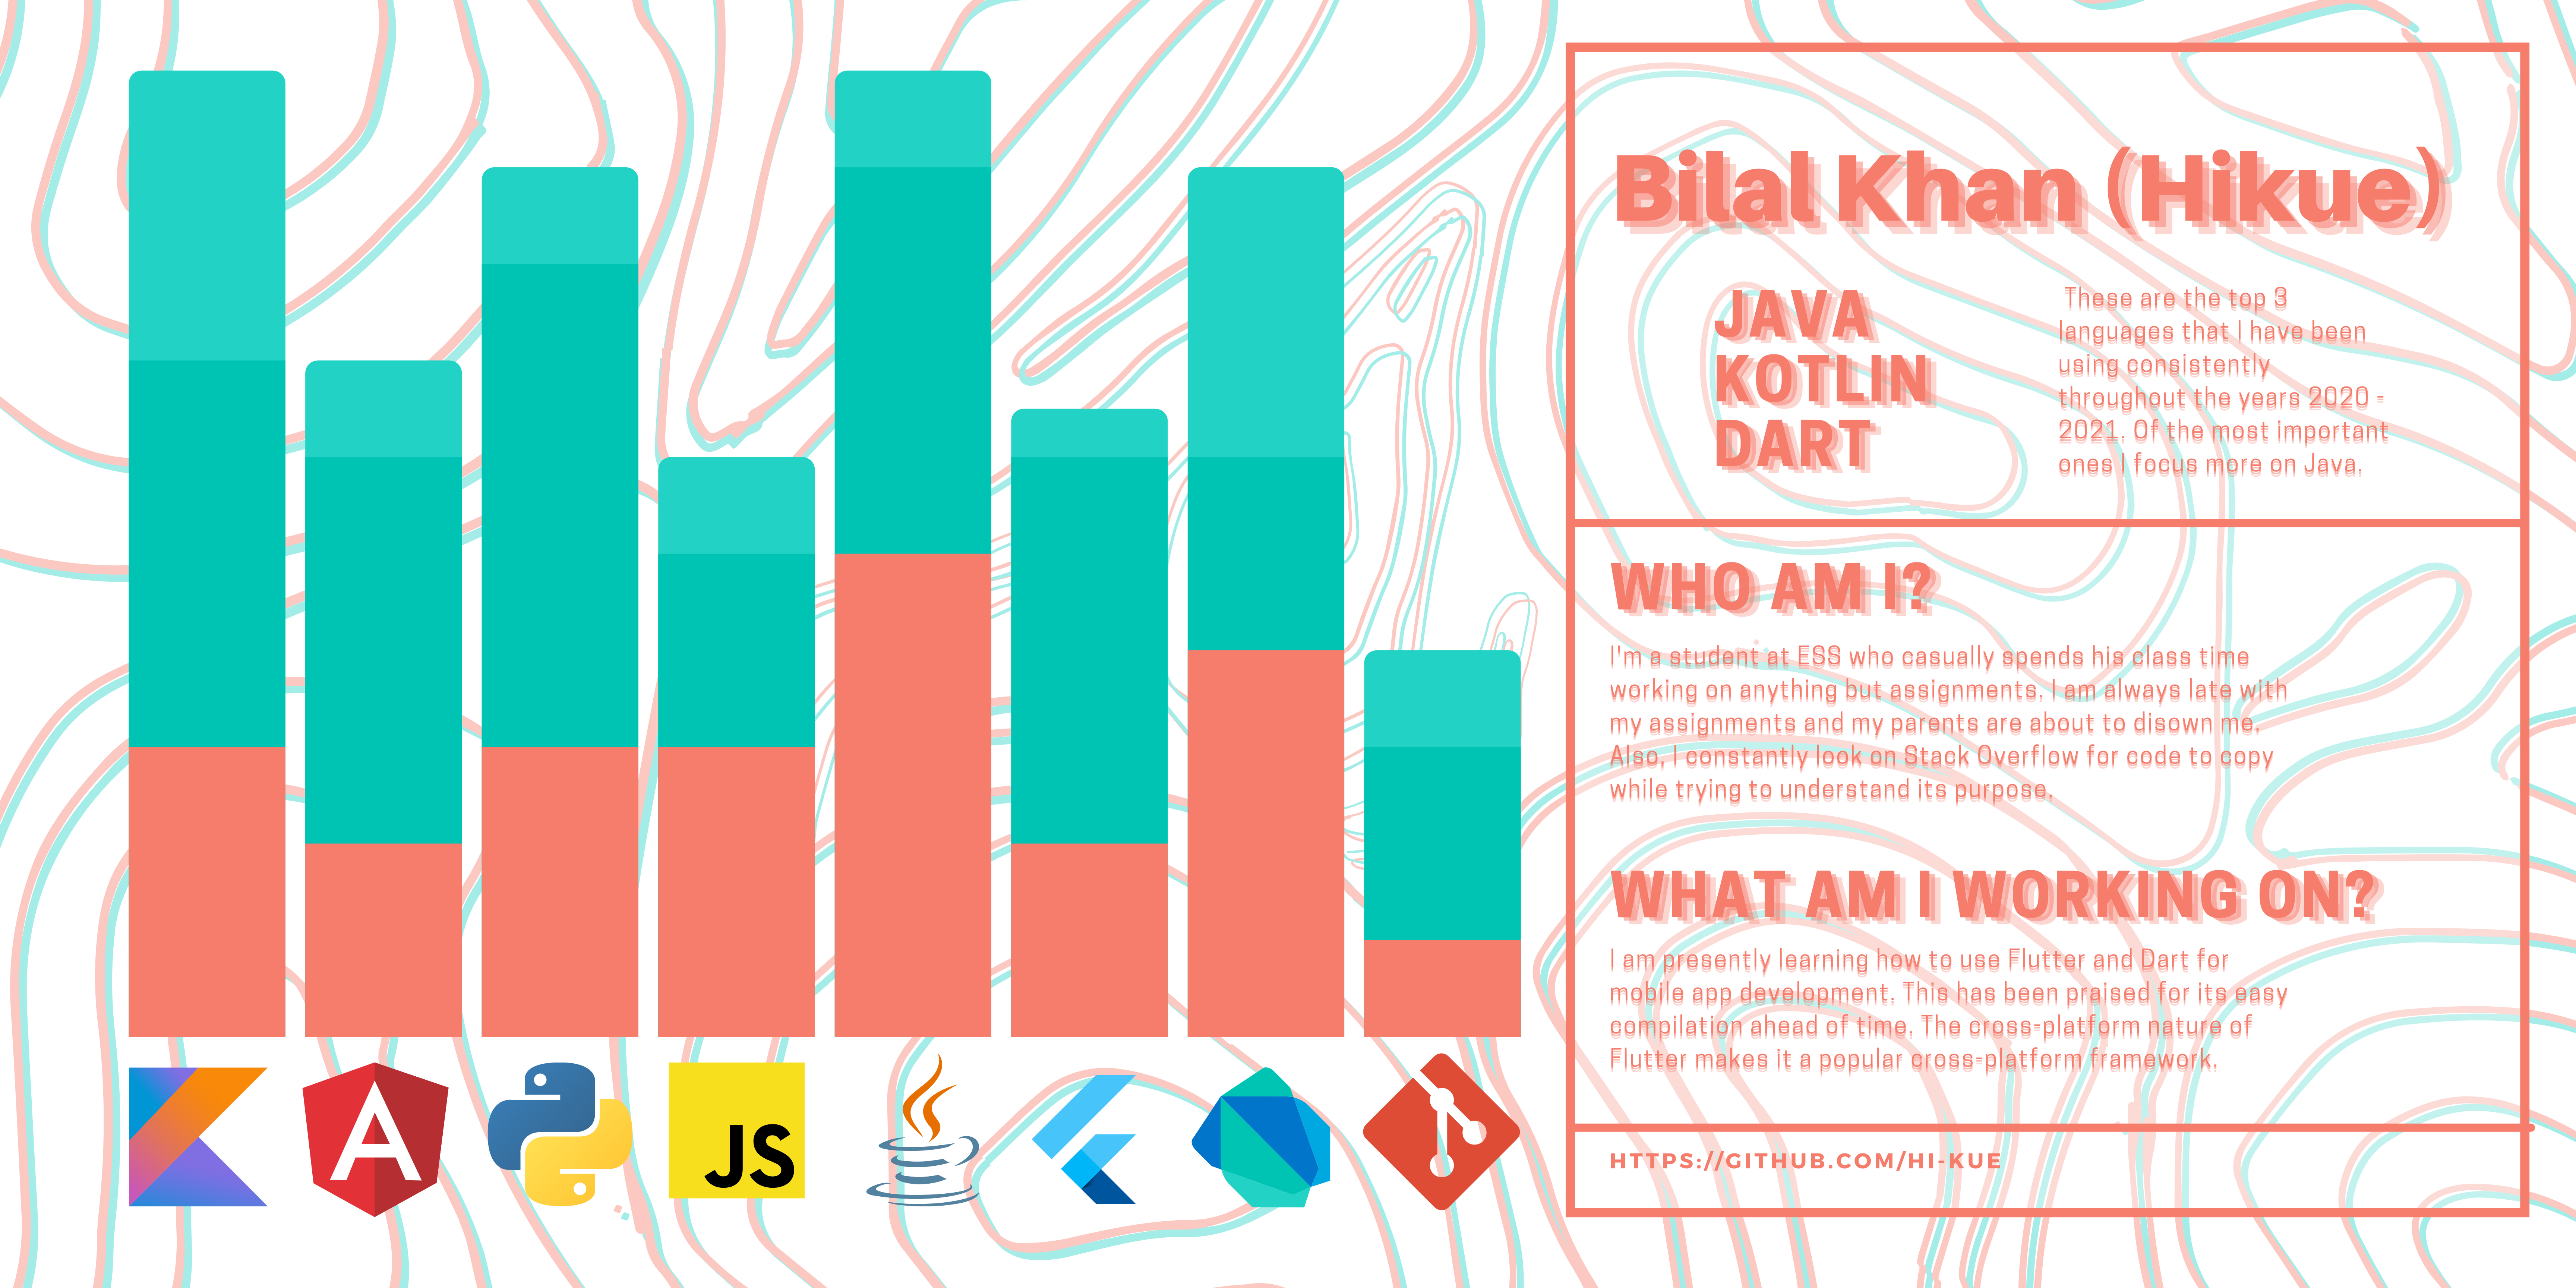 Bilal Khan (Hikue)
JAVA
KOTLIN
DART
These are the top 3
languages that I have been
using consistently
throughout the years 2020 -
2021. Of the most important
ones I focus more on Java.
WHO AM I?
I'm a student at ESS who casually spends his class time
working on anything but assignments. I am always late with
my assignments and my parents are about to disown me.
Also, I constantly look on Stack Overflow for code to copy
while trying to understand its purpose.
WHAT AM I WORKING ON?
I am presently learning how to use Flutter and Dart for
mobile app development. This has been praised for its easy
compilation ahead of time. The cross-platform nature of
Flutter makes it a popular cross-platform framework.
HTTPS://GITHUB.COM/HI-KUE
A
JS